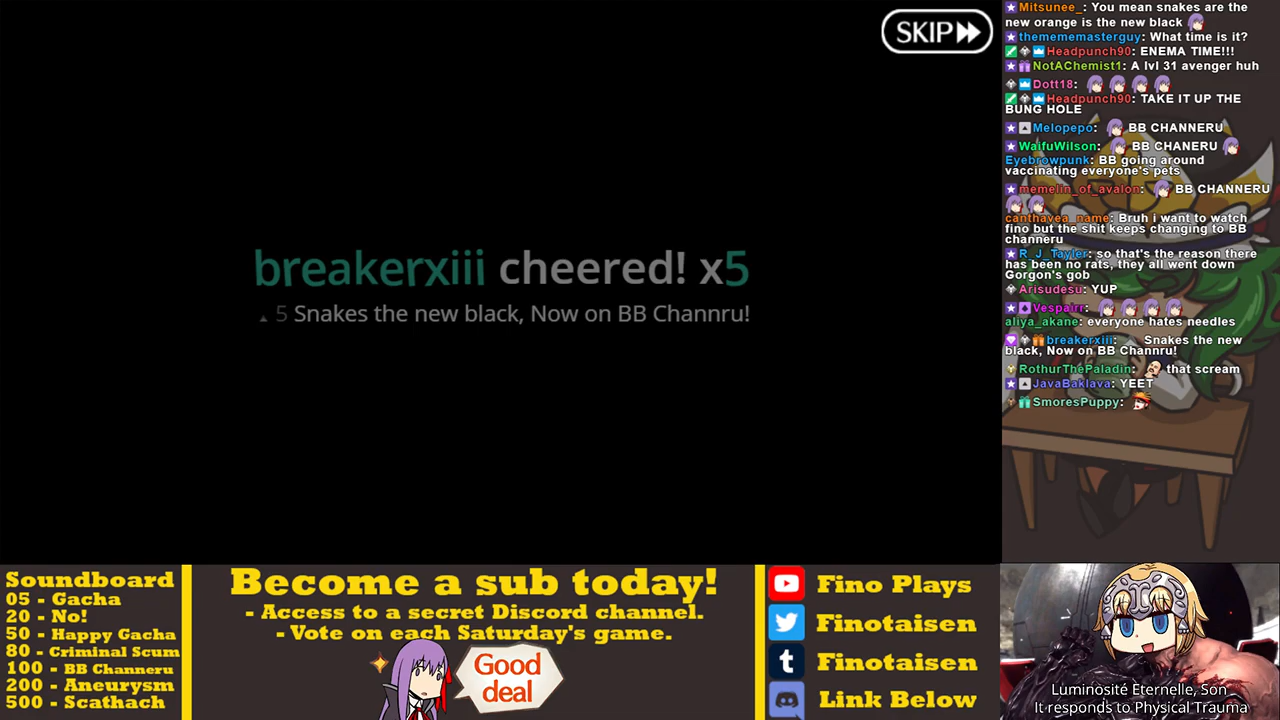 SKIP
breakerxiii cheered! x5
5 Snakes the new black, Now on BB Channru!
Mitsunee_: You mean snakes are the
new orange is the new black
themememasterguy: What time is it?
Headpunch90: ENEMA TIME!!!
NotAChemist1: A lvl 31 avenger huh
Dott18:
Headpunch90: TAKE IT UP THE
BUNG HOLE
Melopepo: BB CHANNERU
WaifuWilson: BB CHANERU
Eyebrowpunk: BB going around
vaccinating everyone's pets
memelin_of_avalon: BB CHANNERU
canthavea_name: Bruh i want to watch
fino but the shit keeps changing to BB
channeru
R_J_Tayler: so that's the reason there
has been no rats, they all went down
Gorgon's gob
Arisudesu: YUP
Vespairr:
aliya_akane: everyone hates needles
breakerxiii: Snakes the new
black, Now on BB Channru!
RothurThePaladin: that scream
JavaBaklava: YEET
SmoresPuppy:
Soundboard
05 - Gacha
20 - No!
50 - Happy Gacha
80 - Criminal Scum
100 - BB Channeru
200 - Aneurysm
500 - Scathach
Become a sub today!
- Access to a secret Discord channel.
- Vote on each Saturday's game.
Good
deal
Fino Plays
Finotaisen
Finotaisen
Link Below
Luminosité Eternelle, Son
It responds to Physical Trauma